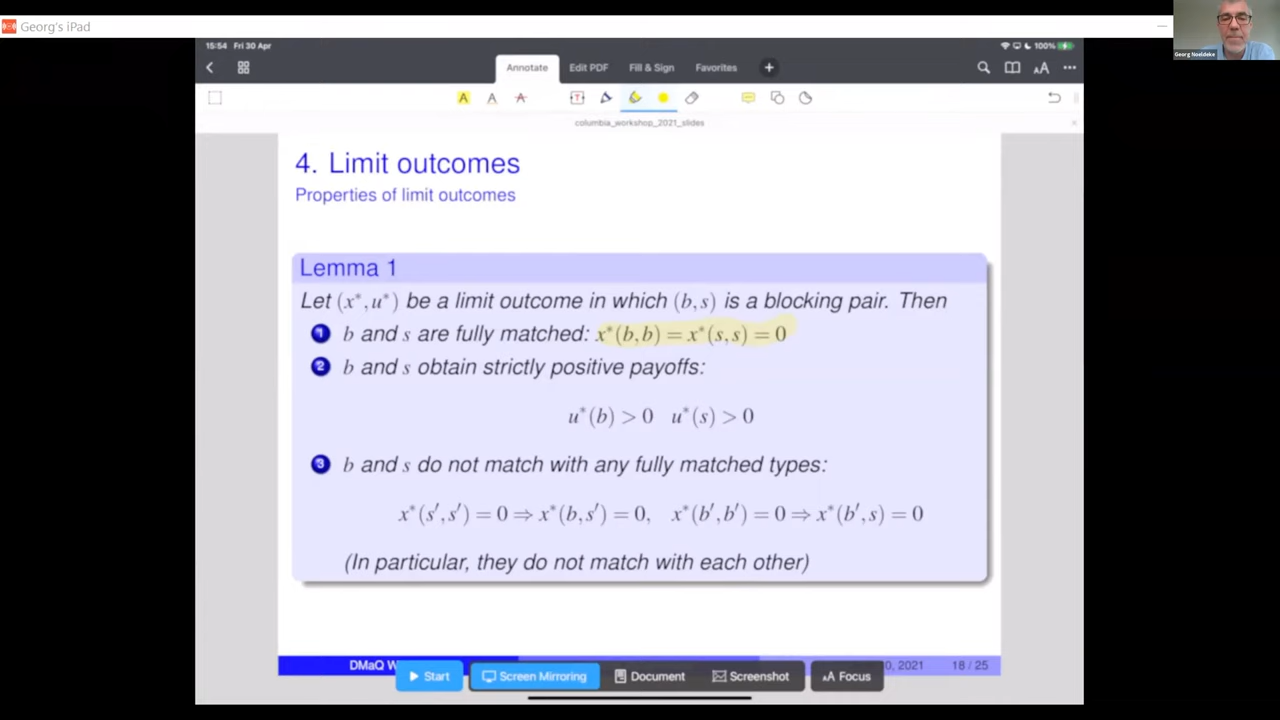 Georg's iPad
Georg Noeldeke
15:54 Fri 30 Apr
100%
Annotate Edit PDF Fill & Sign Favorites
columbia_workshop_2021_slides
4. Limit outcomes
Properties of limit outcomes
Lemma 1
Let (x*, u*) be a limit outcome in which (b, s) is a blocking pair. Then
1 b and s are fully matched: x*(b, b) = x*(s, s) = 0
2 b and s obtain strictly positive payoffs:
u*(b) > 0 u*(s) > 0
3 b and s do not match with any fully matched types:
x*(s′, s′) = 0 ⇒ x*(b, s′) = 0, x*(b′, b′) = 0 ⇒ x*(b′, s) = 0
(In particular, they do not match with each other)
DMaQ 0, 2021 18 / 25
Start Screen Mirroring Document Screenshot AA Focus